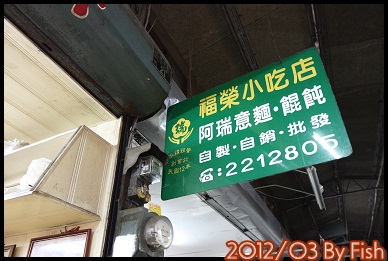 福榮小吃店
阿瑞意麵·餛飩
自製·自銷·批發
☎:2212805
2012/03 By Fish